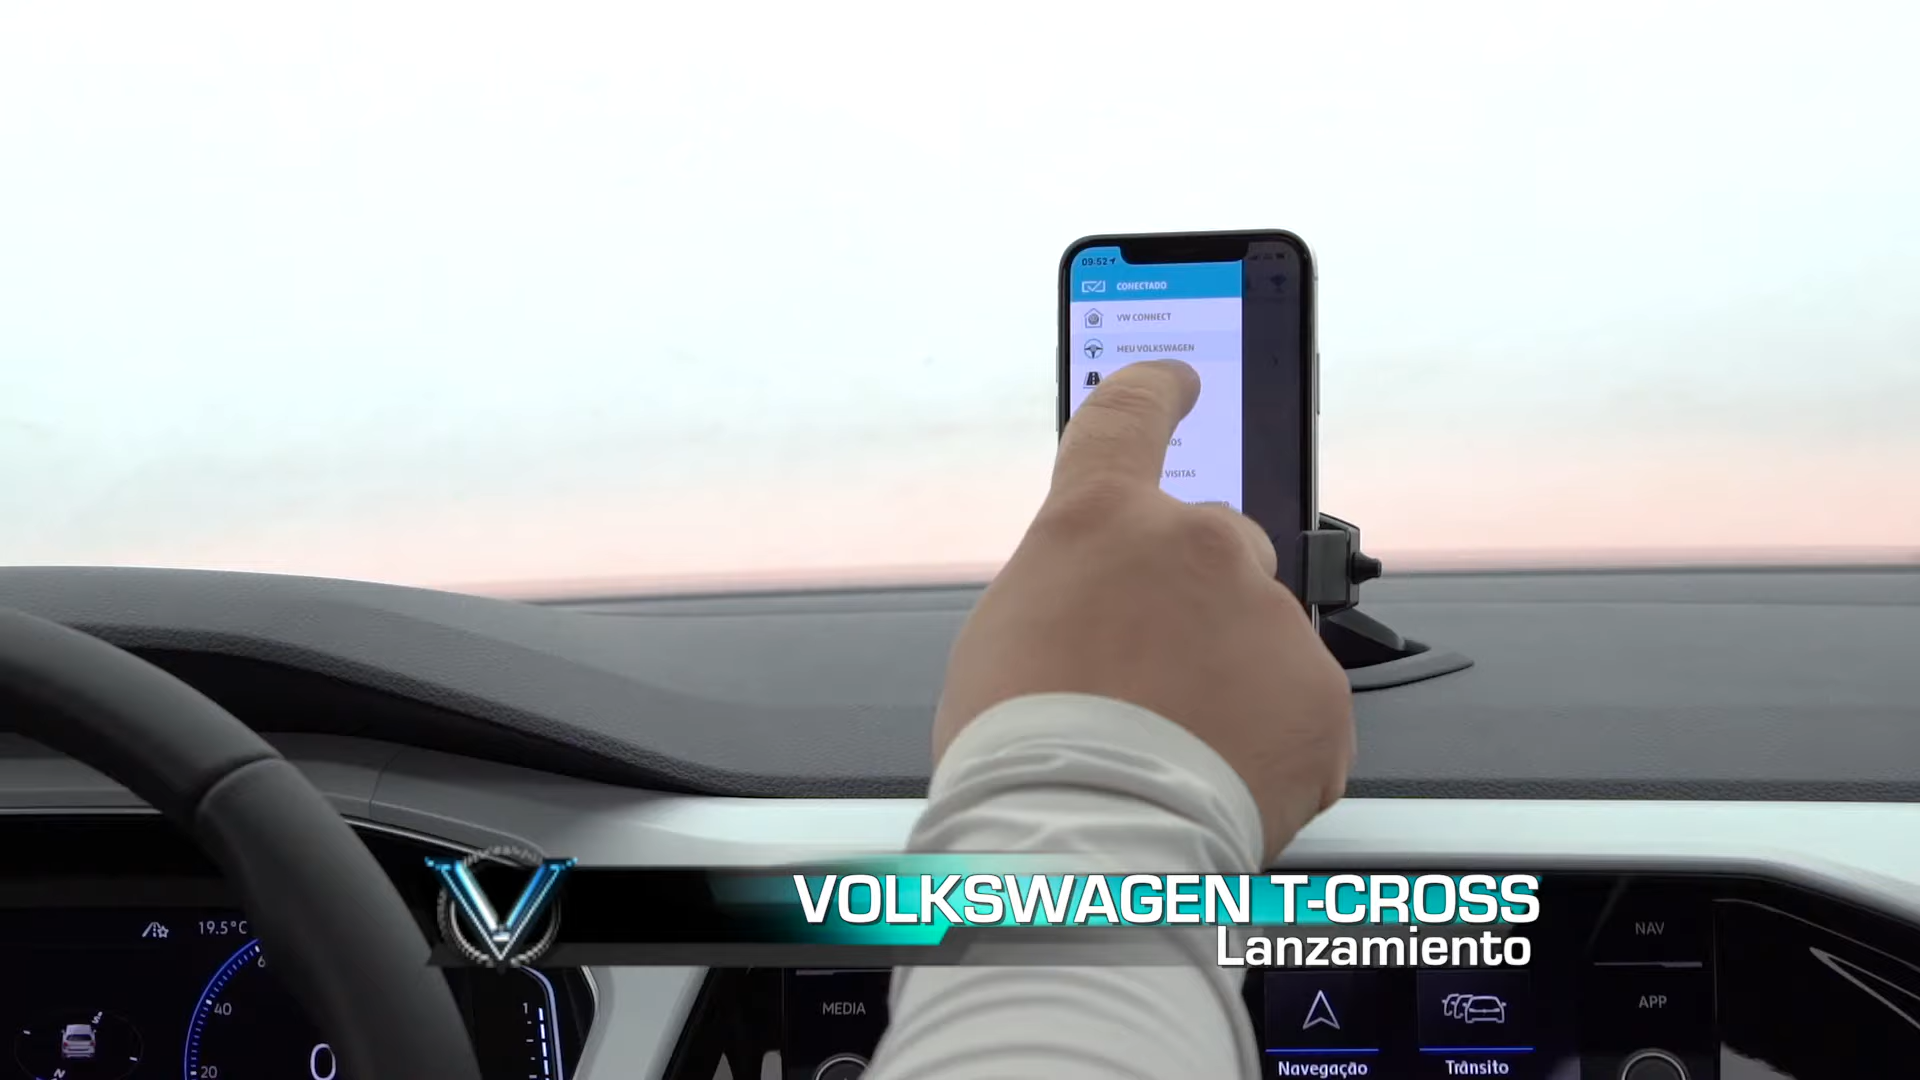 09:52
CONECTADO
VW CONNECT
MEU VOLKSWAGEN
VISITAS
VOLKSWAGEN T-CROSS
Lanzamiento
19.5°C
6
40
20
0
1
MEDIA
NAV
APP
Navegação
Trânsito